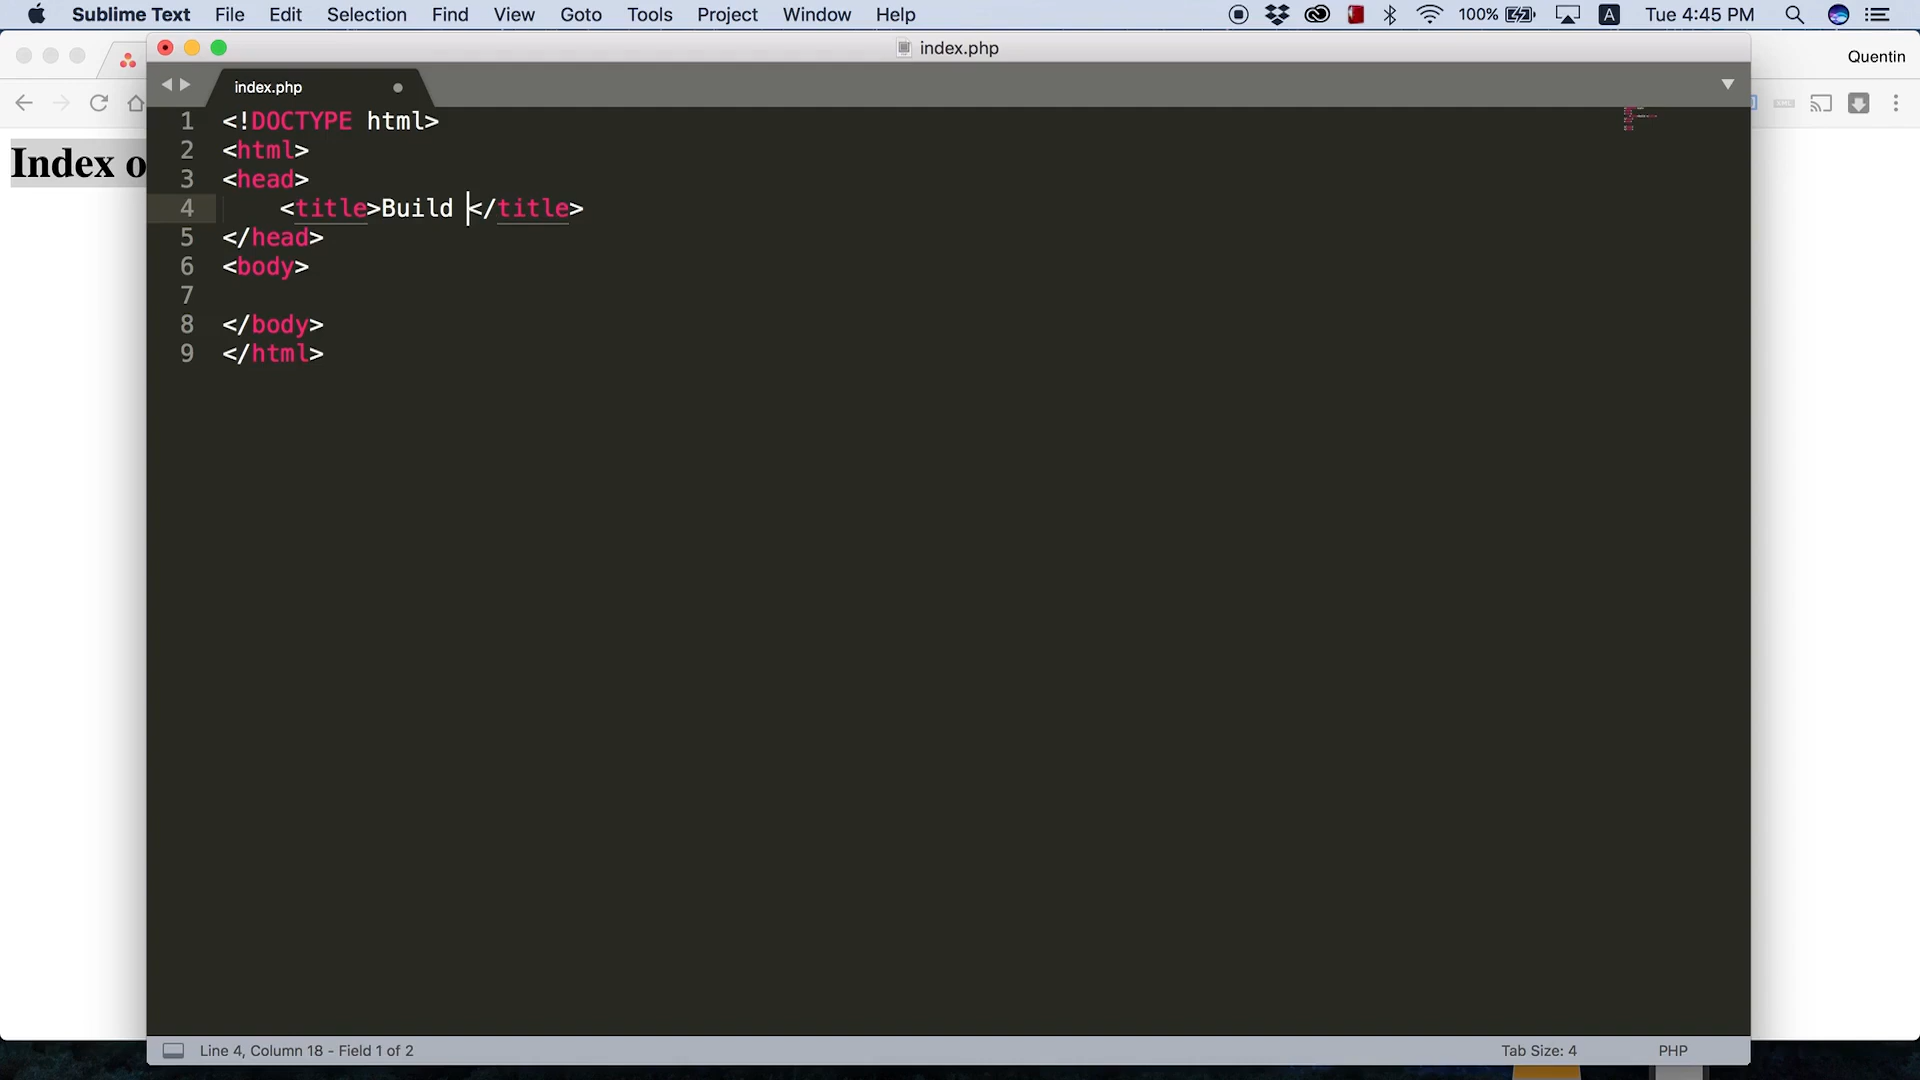 Sublime Text File Edit Selection Find View Goto Tools Project Window Help 100% A Tue 4:45 PM
index.php
Quentin
index.php
Index o
1 <!DOCTYPE html>
2 <html>
3 <head>
4 <title>Build </title>
5 </head>
6 <body>
7
8 </body>
9 </html>
Line 4, Column 18 - Field 1 of 2 Tab Size: 4 PHP